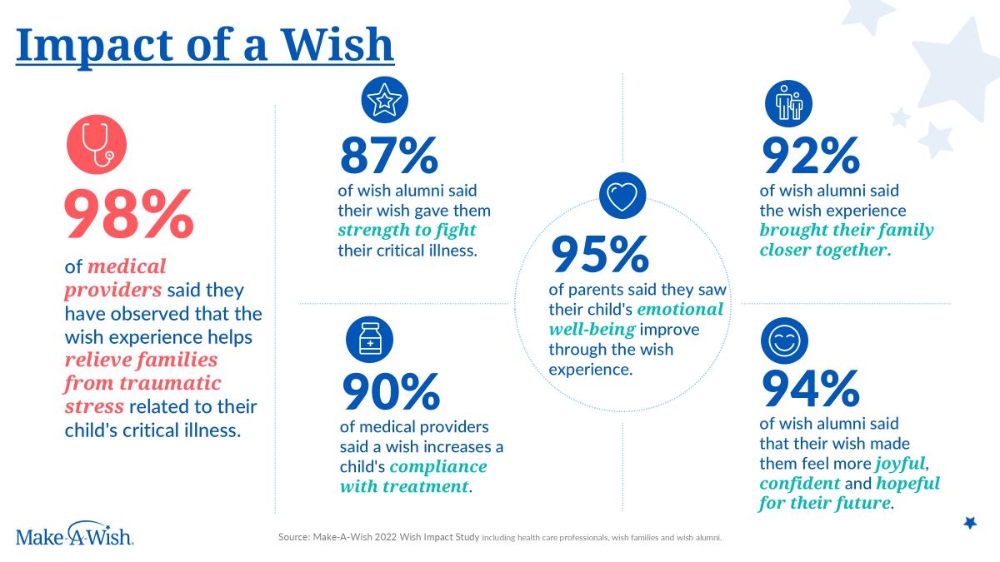 Impact of a Wish
98%
of medical
providers said they
have observed that the
wish experience helps
relieve families
from traumatic
stress related to their
child's critical illness.
87%
of wish alumni said
their wish gave them
strength to fight
their critical illness.
90%
of medical providers
said a wish increases a
child's compliance
with treatment.
95%
of parents said they saw
their child's emotional
well-being improve
through the wish
experience.
92%
of wish alumni said
the wish experience
brought their family
closer together.
94%
of wish alumni said
that their wish made
them feel more joyful,
confident and hopeful
for their future.
Make-A-Wish®
Source: Make-A-Wish 2022 Wish Impact Study including health care professionals, wish families and wish alumni.